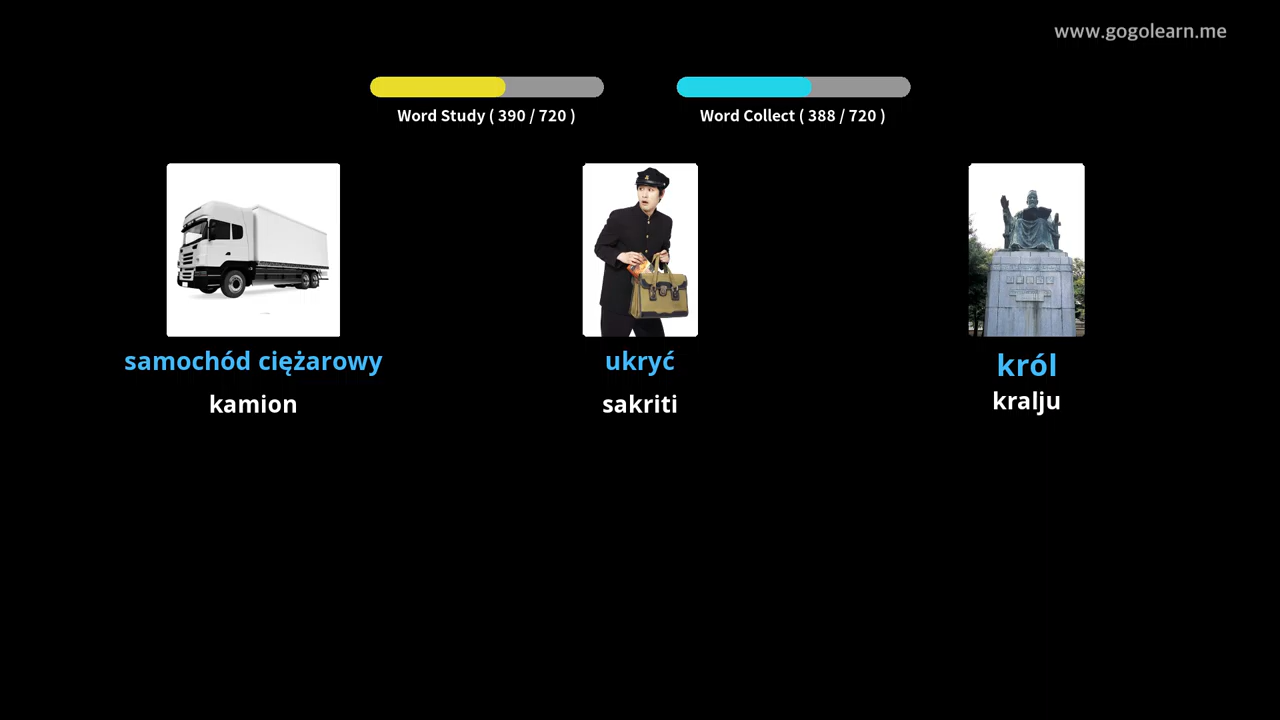 www.gogolearn.me
Word Study ( 390 / 720 )
Word Collect ( 388 / 720 )
samochód ciężarowy
kamion
ukryć
sakriti
król
kralju